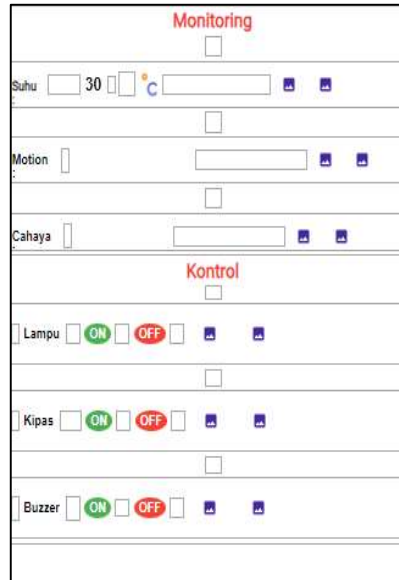 Monitoring
Suhu : 30 °C
Motion :
Cahaya :
Kontrol
Lampu ON OFF
Kipas ON OFF
Buzzer ON OFF